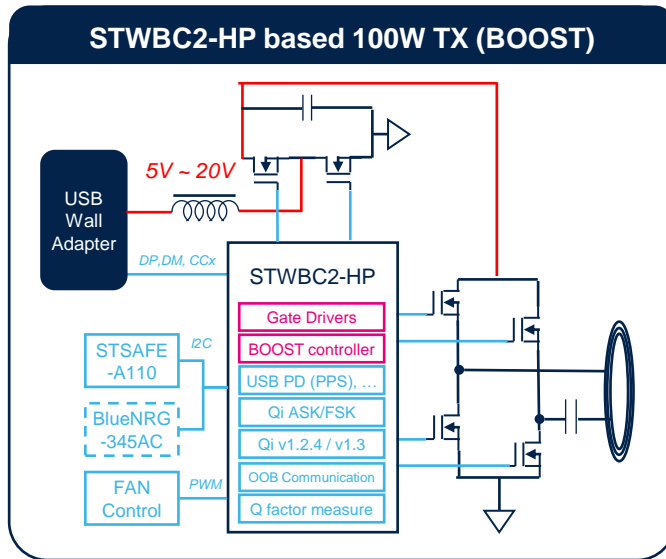 STWBC2-HP based 100W TX (BOOST)
5V ~ 20V
USB
Wall
Adapter
DP,DM, CCx
STWBC2-HP
Gate Drivers
BOOST controller
USB PD (PPS), ...
Qi ASK/FSK
Qi v1.2.4 / v1.3
OOB Communication
Q factor measure
I2C
STSAFE
-A110
BlueNRG
-345AC
FAN
Control
PWM